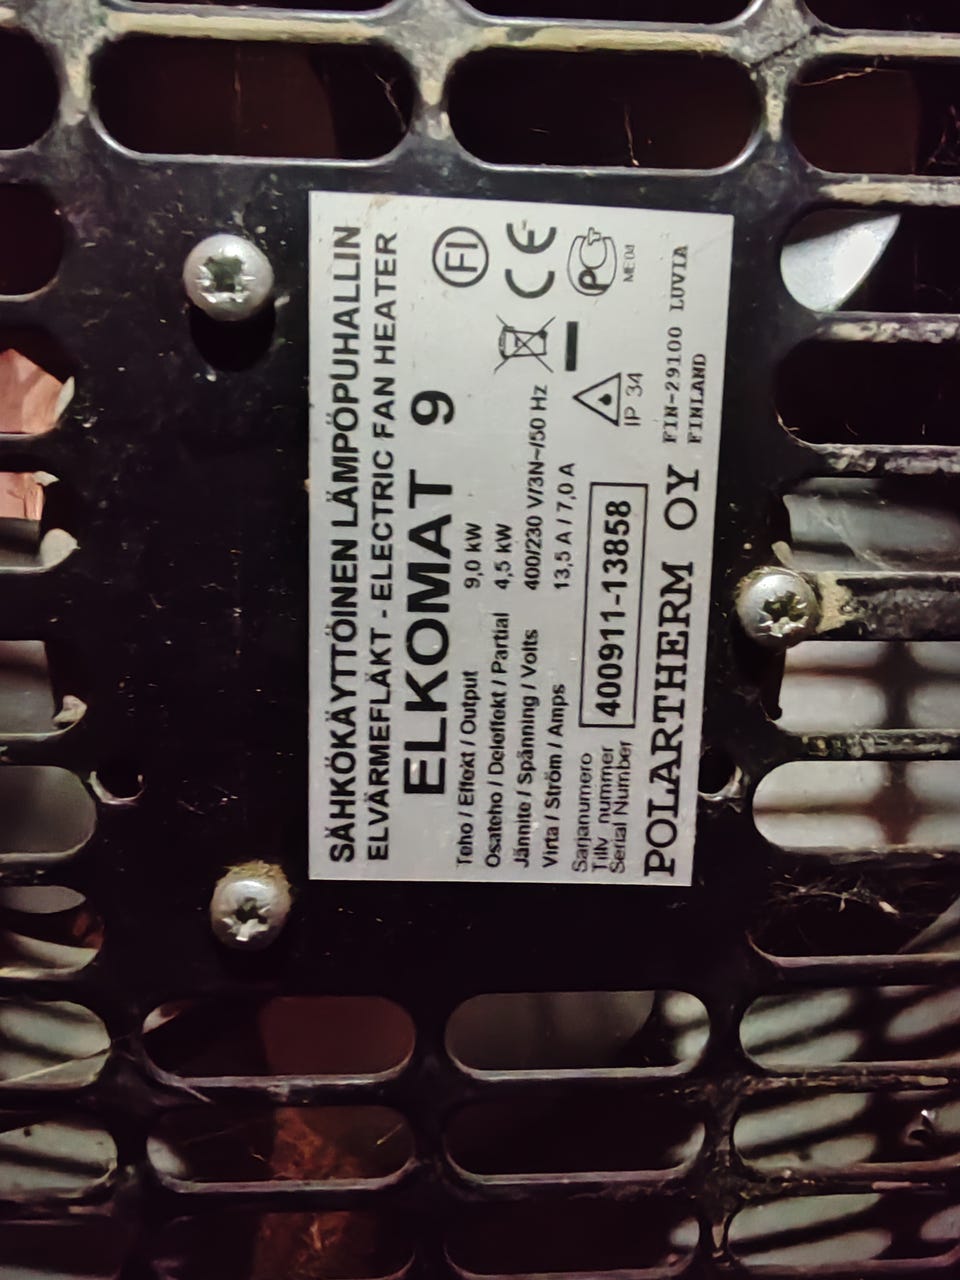 SÄHKÖKÄYTTÖINEN LÄMPÖPUHALLIN
ELVÄRMEFLÄKT - ELECTRIC FAN HEATER
ELKOMAT 9
FI
Teho / Effekt / Output 9,0 kW
Osateho / Deleffekt / Partial 4,5 kW
Jännite / Spänning / Volts 400/230 V/3N~/50 Hz
Virta / Ström / Amps 13,5 A / 7,0 A
CE
Sarjanumero
Tillv. nummer
Serial Number
400911-13858
IP 34
PCT
POLARTHERM OY
FIN-29100 LUVIA
FINLAND